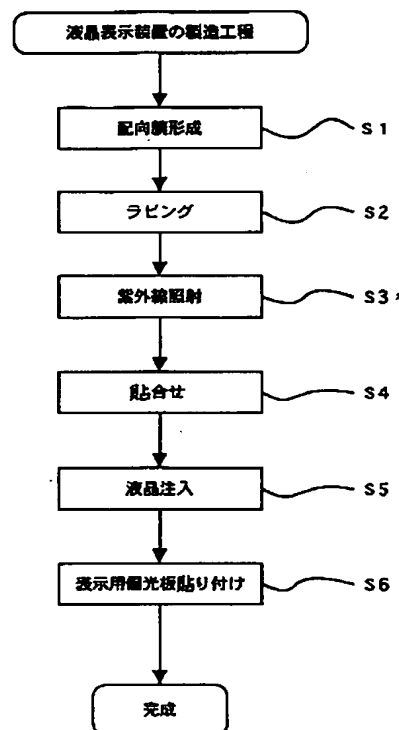 液晶表示装置の製造工程
配向膜形成
S1
ラビング
S2
紫外線照射
S3
貼合せ
S4
液晶注入
S5
表示用偏光板貼り付け
S6
完成